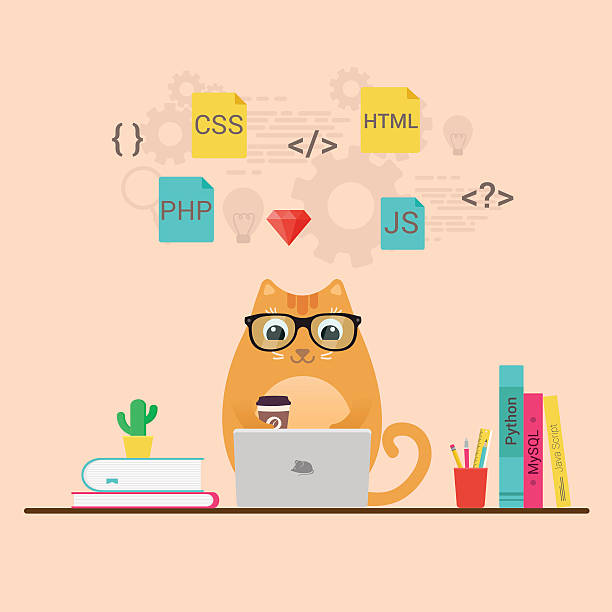 CSS
HTML
{ }
</>
PHP
JS
<?>
Python
MySQL
Java Script